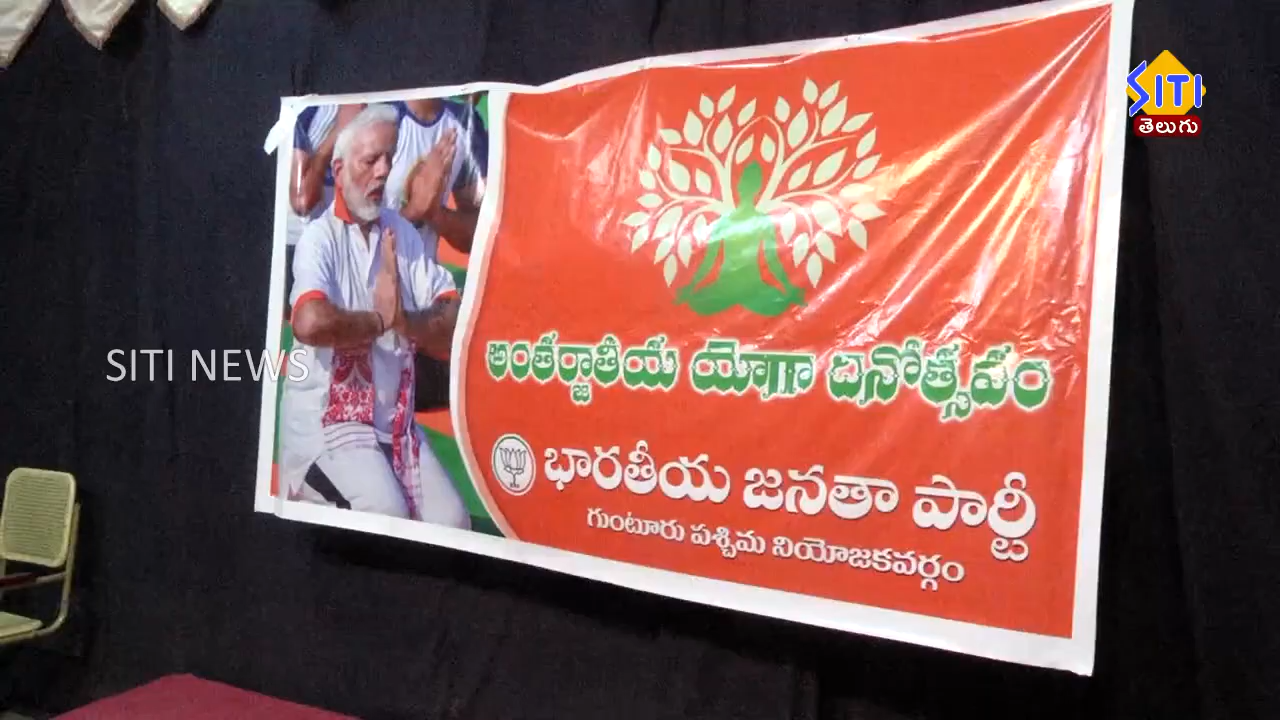 SITI
తెలుగు
SITI NEWS
అంతర్జాతీయ యోగా దినోత్సవం
భారతీయ జనతా పార్టీ
గుంటూరు పశ్చిమ నియోజకవర్గం